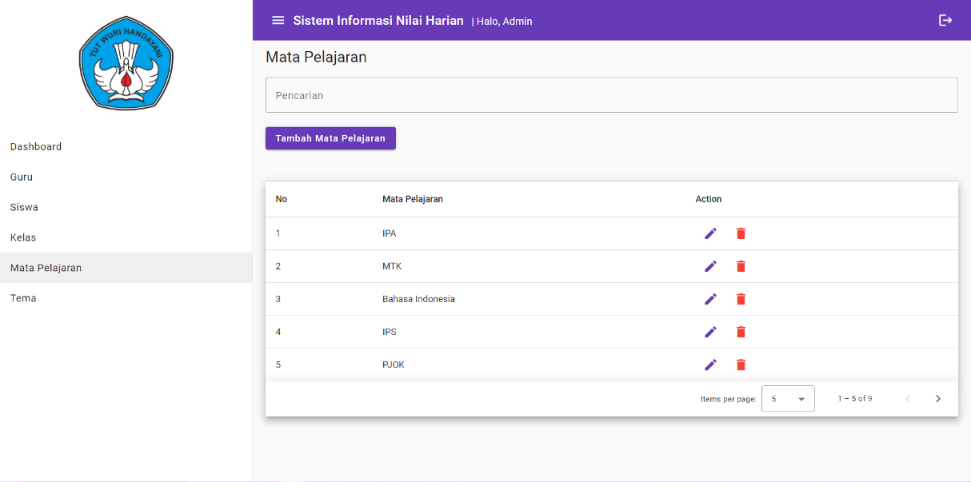 TUT WURI HANDAYANI
Sistem Informasi Nilai Harian | Halo, Admin
Dashboard
Guru
Siswa
Kelas
Mata Pelajaran
Tema
Mata Pelajaran
Pencarian
Tambah Mata Pelajaran
No Mata Pelajaran Action
1 IPA
2 MTK
3 Bahasa Indonesia
4 IPS
5 PJOK
Items per page: 5 1 – 5 of 9